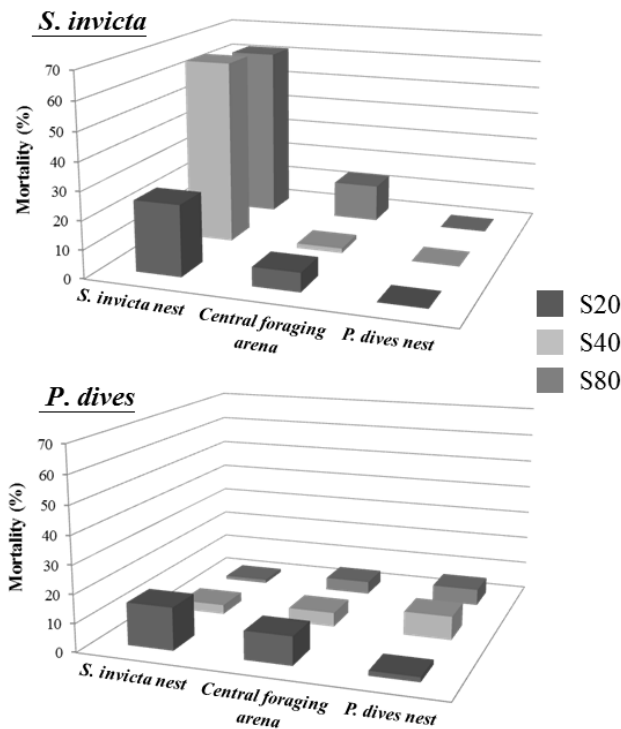 S. invicta
Mortality (%)
70
60
50
40
30
20
10
0
S. invicta nest
Central foraging
arena
P. dives nest
S20
S40
S80
P. dives
Mortality (%)
70
60
50
40
30
20
10
0
S. invicta nest
Central foraging
arena
P. dives nest